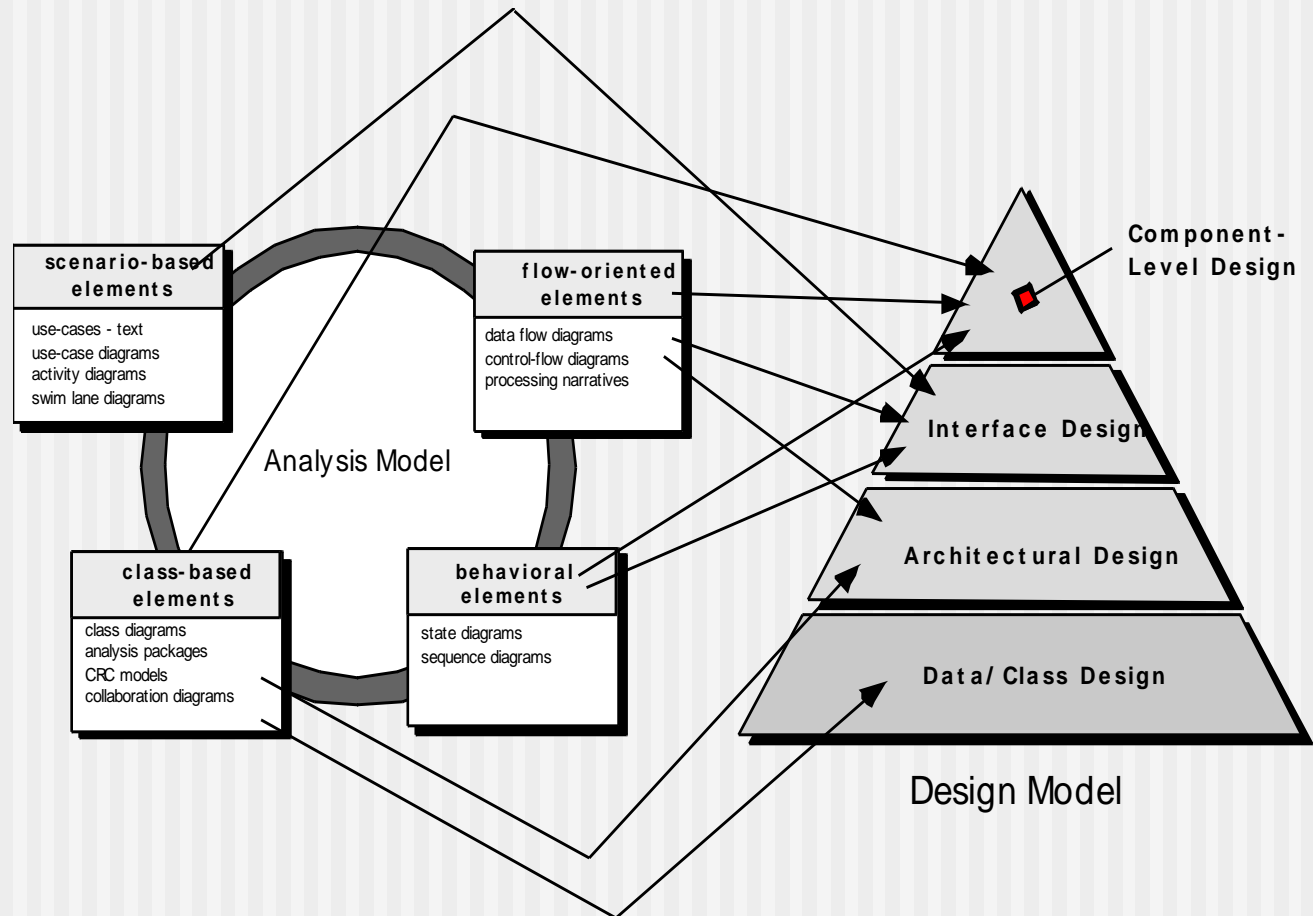 scenario-based
elements
use-cases - text
use-case diagrams
activity diagrams
swim lane diagrams
flow-oriented
elements
data flow diagrams
control-flow diagrams
processing narratives
Analysis Model
class-based
elements
class diagrams
analysis packages
CRC models
collaboration diagrams
behavioral
elements
state diagrams
sequence diagrams
Component-
Level Design
Interface Design
Architectural Design
Data/Class Design
Design Model